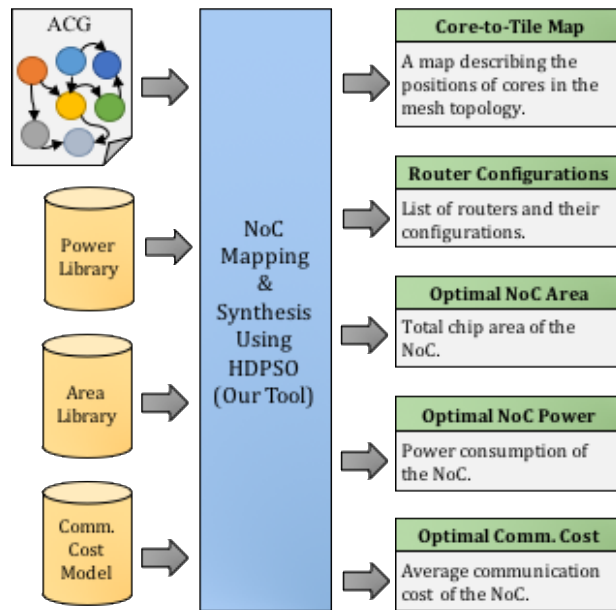 ACG
Power
Library
Area
Library
Comm.
Cost
Model
NoC
Mapping
&
Synthesis
Using
HDPSO
(Our Tool)
Core-to-Tile Map
A map describing the
positions of cores in the
mesh topology.
Router Configurations
List of routers and their
configurations.
Optimal NoC Area
Total chip area of the
NoC.
Optimal NoC Power
Power consumption of
the NoC.
Optimal Comm. Cost
Average communication
cost of the NoC.